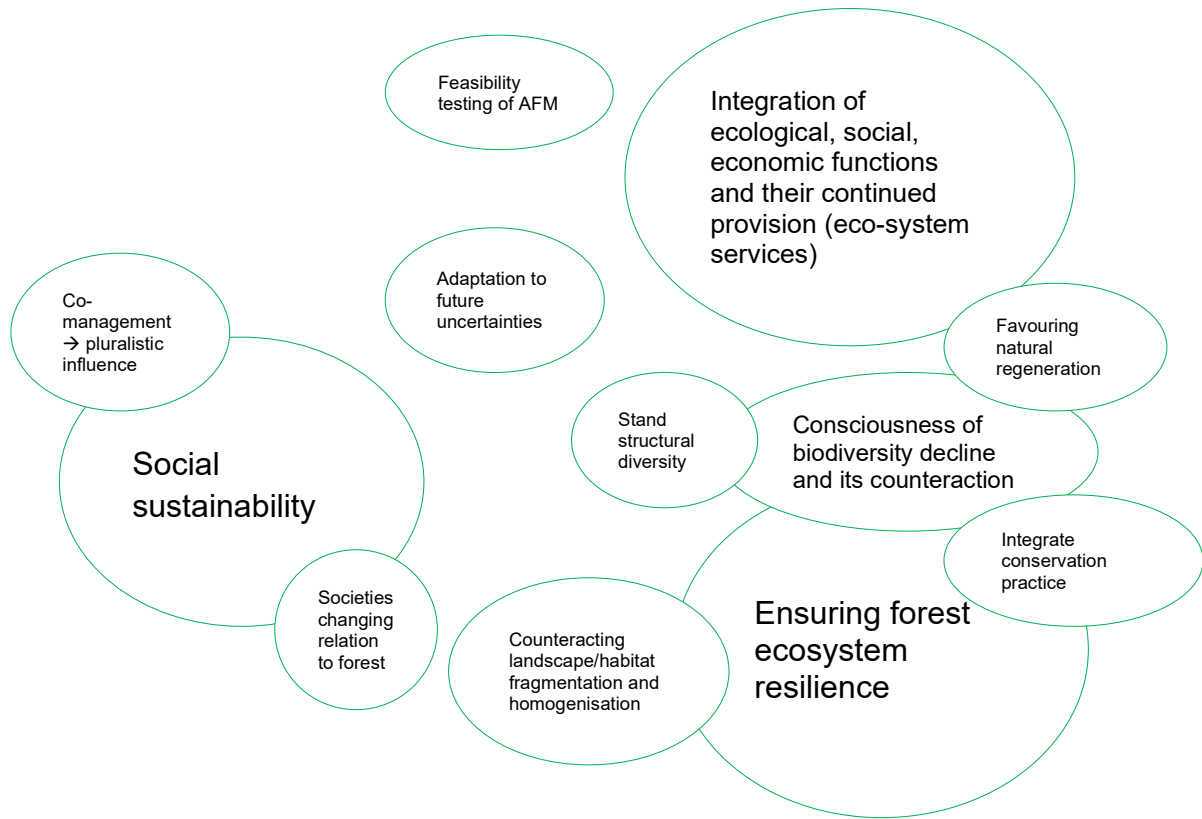 Feasibility
testing of AFM
Integration of
ecological, social,
economic functions
and their continued
provision (eco-system
services)
Adaptation to
future
uncertainties
Co-
management
→ pluralistic
influence
Favouring
natural
regeneration
Stand
structural
diversity
Consciousness of
biodiversity decline
and its counteraction
Social
sustainability
Integrate
conservation
practice
Societies
changing
relation
to forest
Counteracting
landscape/habitat
fragmentation and
homogenisation
Ensuring forest
ecosystem
resilience